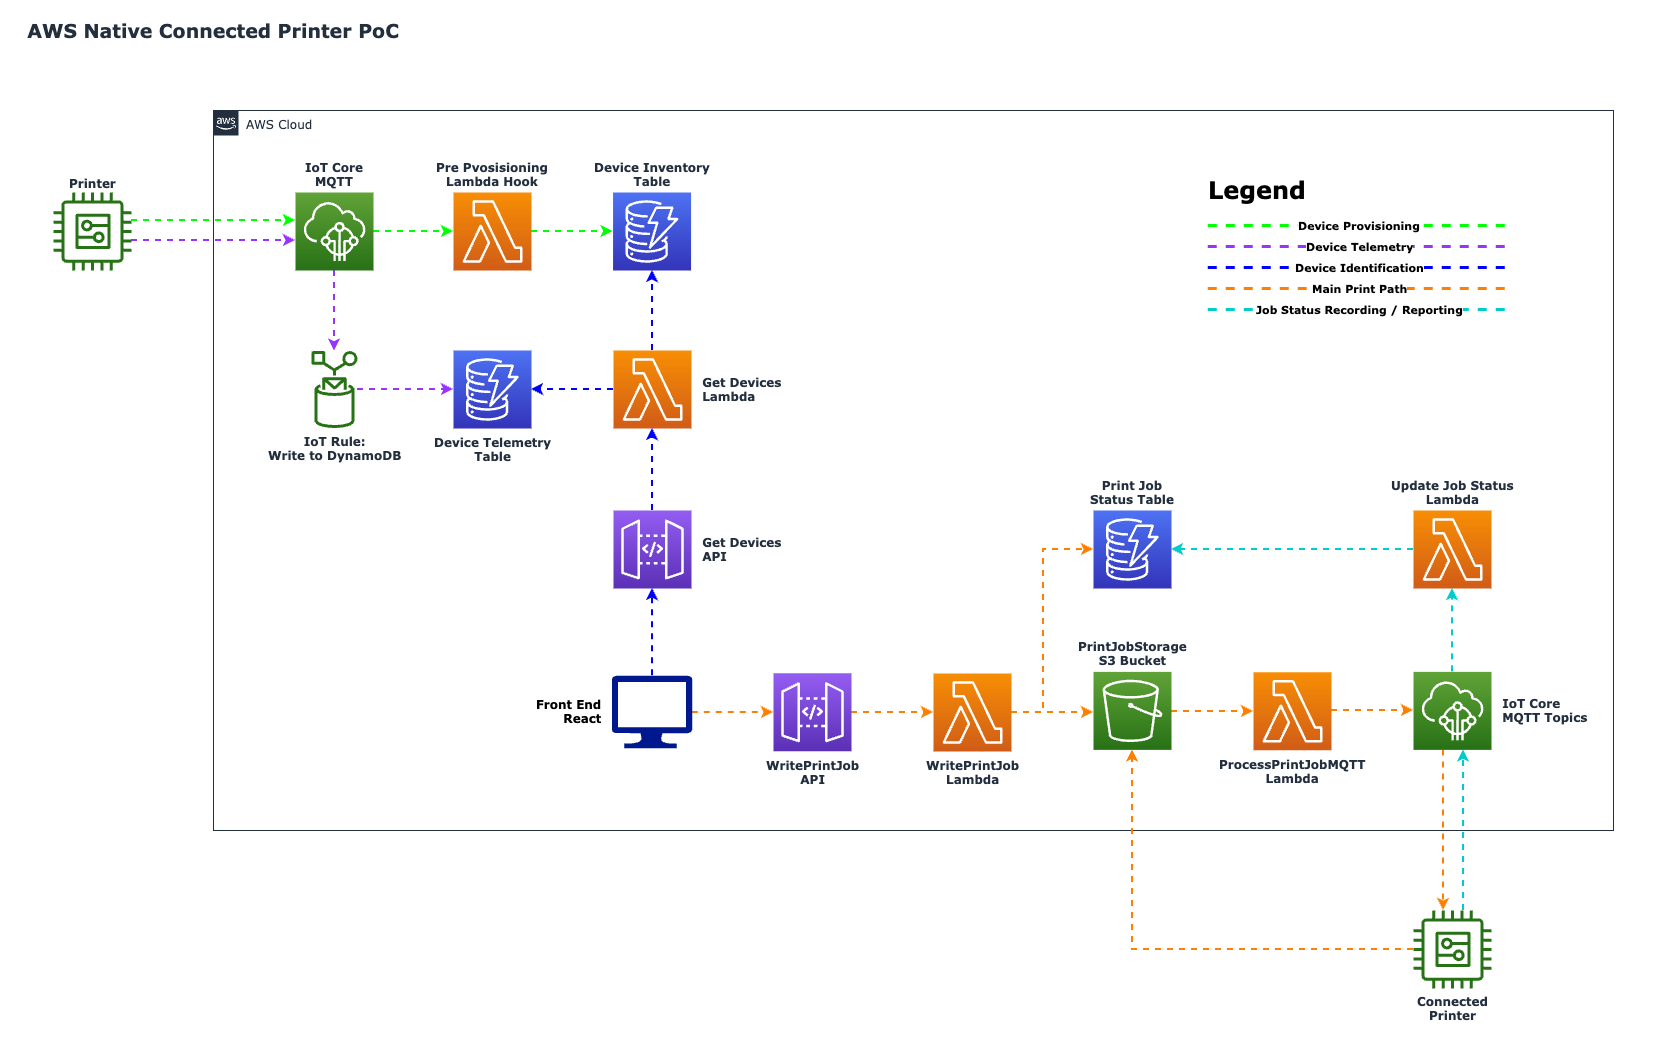 AWS Native Connected Printer PoC
aws
AWS Cloud
Printer
IoT Core
MQTT
Pre Pvosisioning
Lambda Hook
Device Inventory
Table
Legend
Device Provisioning
Device Telemetry
Device Identification
Main Print Path
Job Status Recording / Reporting
IoT Rule:
Write to DynamoDB
Device Telemetry
Table
Get Devices
Lambda
Get Devices
API
</>
Print Job
Status Table
Update Job Status
Lambda
Front End
React
</>
WritePrintJob
API
WritePrintJob
Lambda
PrintJobStorage
S3 Bucket
ProcessPrintJobMQTT
Lambda
IoT Core
MQTT Topics
Connected
Printer